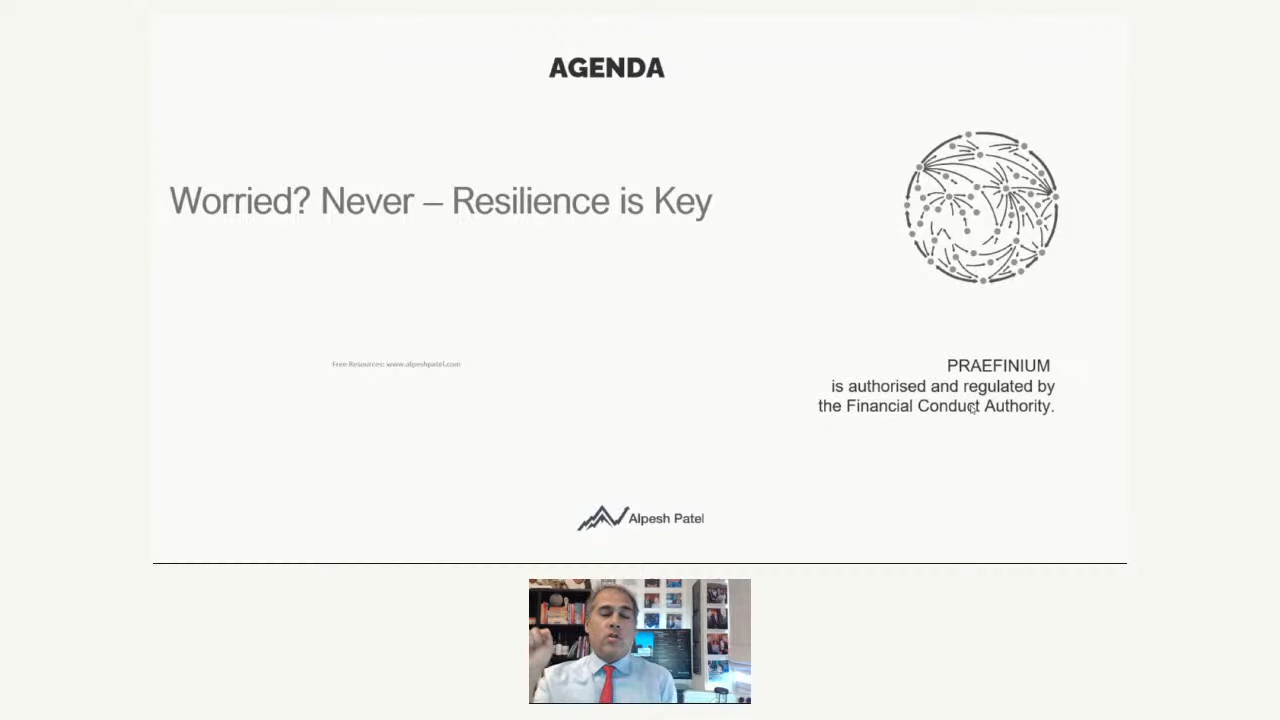 AGENDA
Worried? Never – Resilience is Key
Free Resources: www.alpeshpatel.com
PRAEFINIUM
is authorised and regulated by
the Financial Conduct Authority.
Alpesh Patel